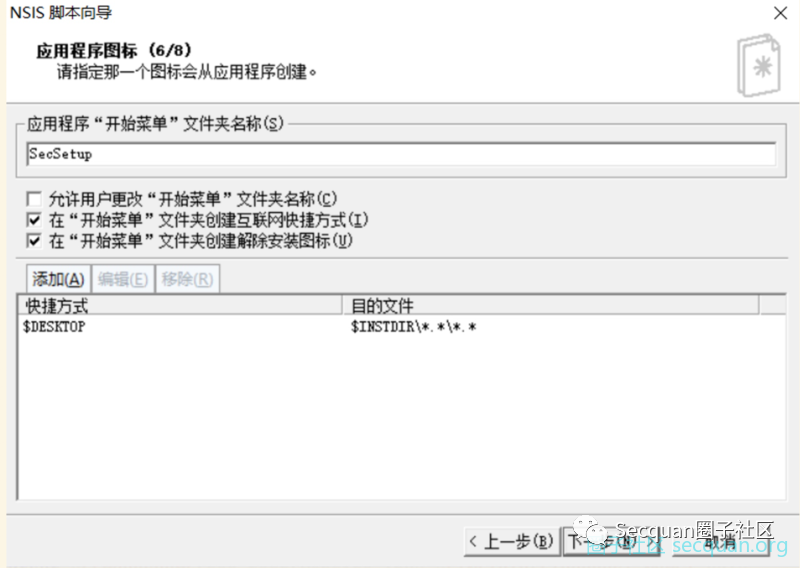 NSIS 脚本向导
应用程序图标 (6/8)
请指定那一个图标会从应用程序创建。
应用程序“开始菜单”文件夹名称(S)
SecSetup
允许用户更改“开始菜单”文件夹名称(C)
在“开始菜单”文件夹创建互联网快捷方式(I)
在“开始菜单”文件夹创建解除安装图标(U)
添加(A) 编辑(E) 移除(R)
快捷方式 目的文件
$DESKTOP $INSTDIR\*.*\*.*
< 上一步(B) 下一步(N) > 取消
Secquan圈子社区
圈子社区 secquan.org